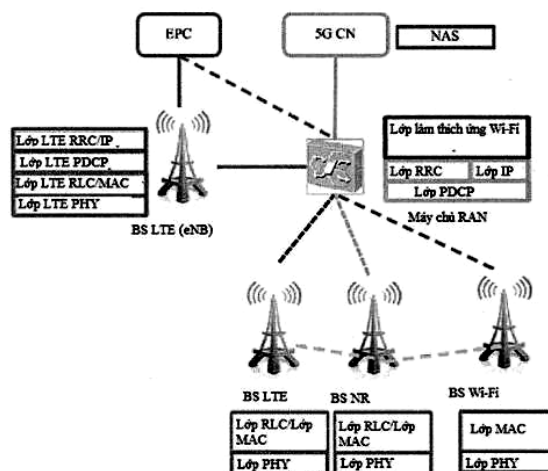 EPC
5G CN
NAS
Lớp LTE RRC/IP
Lớp LTE PDCP
Lớp LTE RLC/MAC
Lớp LTE PHY
BS LTE (eNB)
Lớp làm thích ứng Wi-Fi
Lớp RRC
Lớp IP
Lớp PDCP
Máy chủ RAN
BS LTE
BS NR
BS Wi-Fi
Lớp RLC/Lớp
MAC
Lớp PHY
Lớp RLC/Lớp
MAC
Lớp PHY
Lớp MAC
Lớp PHY